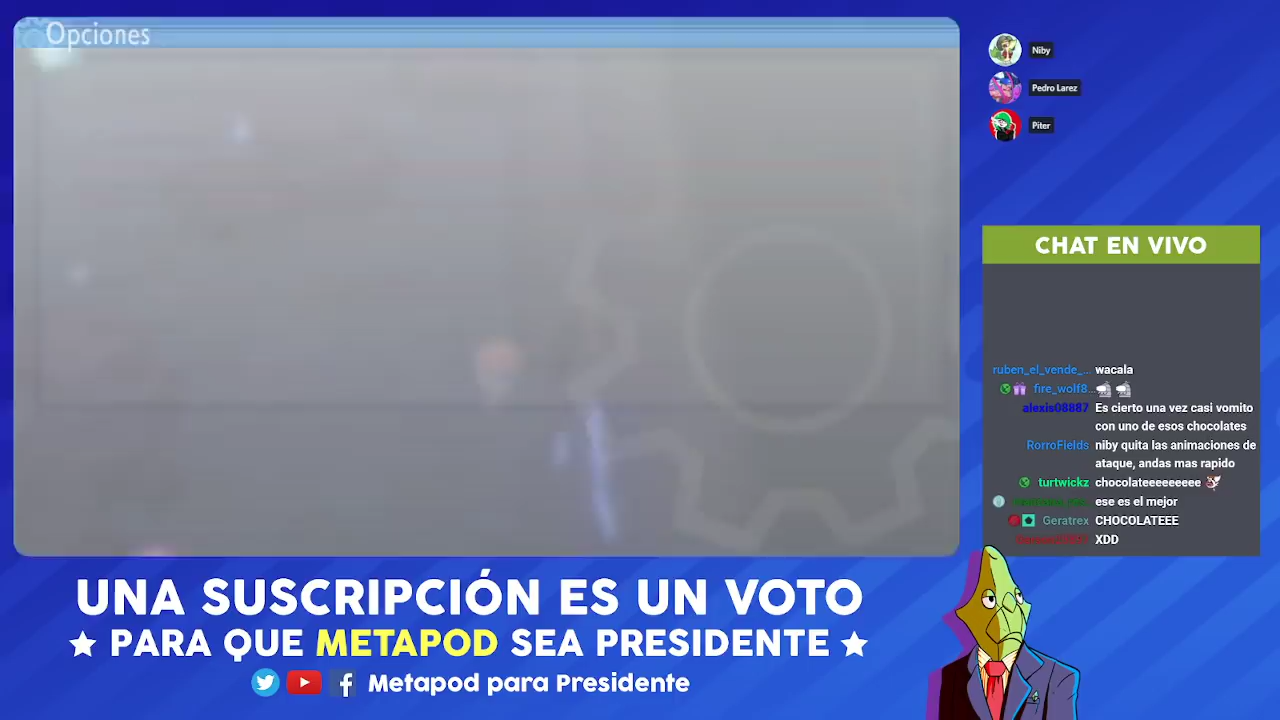 Opciones
Niby
Pedro Larez
Piter
CHAT EN VIVO
ruben_el_vende_... wacala
fire_wolf8...
alexis08887 Es cierto una vez casi vomito
con uno de esos chocolates
RorroFields niby quita las animaciones de
ataque, andas mas rapido
turtwickz chocolateeeeeeeee
ese es el mejor
Geratrex CHOCOLATEEE
XDD
UNA SUSCRIPCIÓN ES UN VOTO
★ PARA QUE METAPOD SEA PRESIDENTE ★
Metapod para Presidente